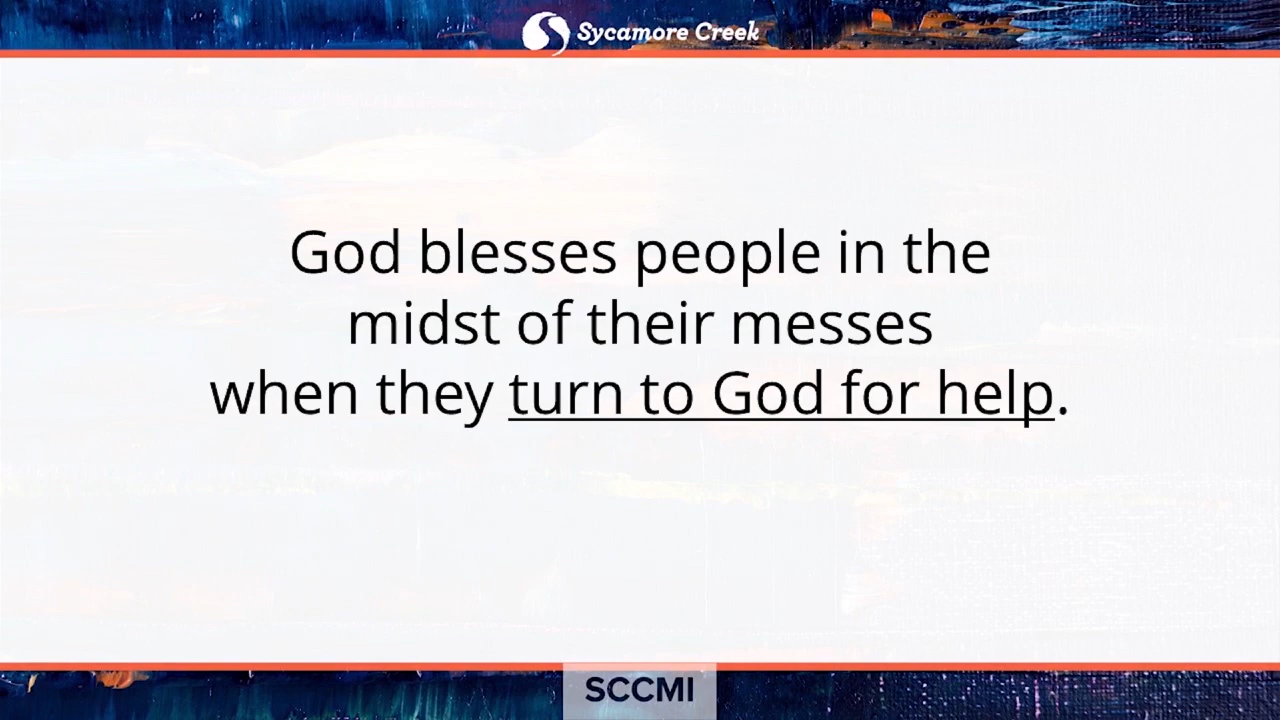 Sycamore Creek
God blesses people in the
midst of their messes
when they turn to God for help.
SCCMI